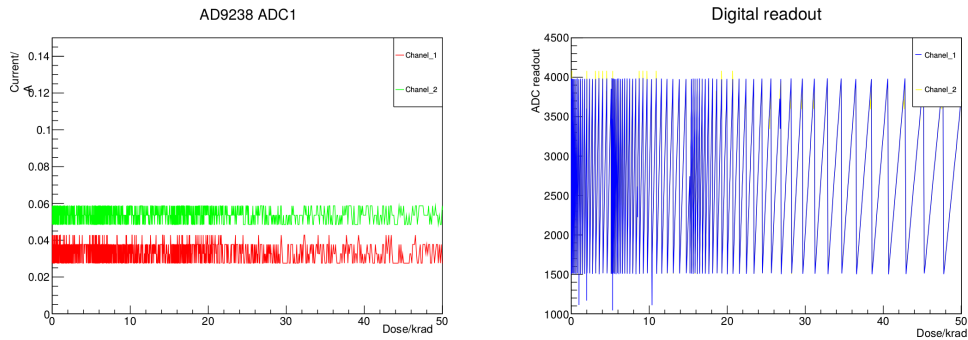 AD9238 ADC1
Current/
A
0.14
0.12
0.1
0.08
0.06
0.04
0.02
0
0 10 20 30 40 50
Dose/krad
Chanel_1
Chanel_2
Digital readout
ADC readout
4500
4000
3500
3000
2500
2000
1500
1000
0 10 20 30 40 50
Dose/krad
Chanel_1
Chanel_2